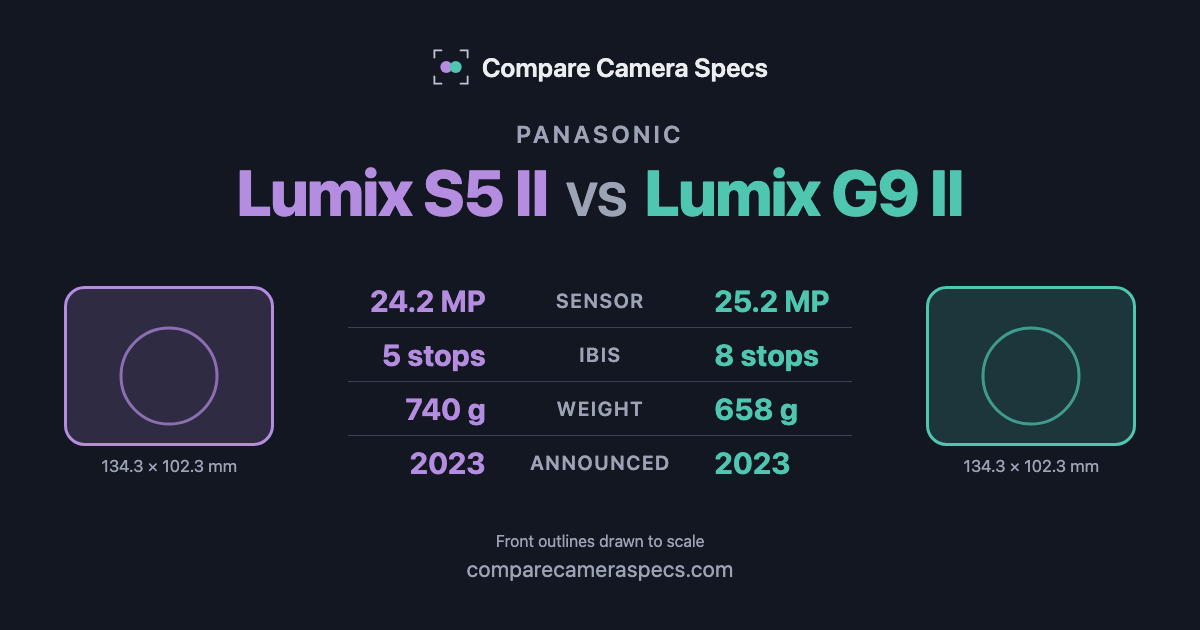 Compare Camera Specs
PANASONIC
Lumix S5 II vs Lumix G9 II
24.2 MP SENSOR 25.2 MP
5 stops IBIS 8 stops
740 g WEIGHT 658 g
2023 ANNOUNCED 2023
134.3 × 102.3 mm
134.3 × 102.3 mm
Front outlines drawn to scale
comparecameraspecs.com